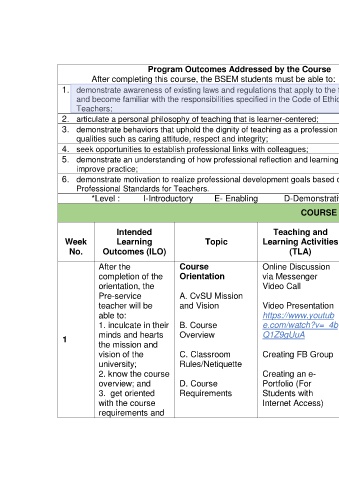 Program Outcomes Addressed by the Course
After completing this course, the BSEM students must be able to:
1. demonstrate awareness of existing laws and regulations that apply to the
and become familiar with the responsibilities specified in the Code of Ethic
Teachers;
2. articulate a personal philosophy of teaching that is learner-centered;
3. demonstrate behaviors that uphold the dignity of teaching as a profession
qualities such as caring attitude, respect and integrity;
4. seek opportunities to establish professional links with colleagues;
5. demonstrate an understanding of how professional reflection and learning
improve practice;
6. demonstrate motivation to realize professional development goals based o
Professional Standards for Teachers.
*Level : I-Introductory E- Enabling D-Demonstrati
COURSE
Week No.
Intended Learning Outcomes (ILO)
Topic
Teaching and Learning Activities (TLA)
1
After the
completion of the
orientation, the
Pre-service
teacher will be
able to:
1. inculcate in their
minds and hearts
the mission and
vision of the
university;
2. know the course
overview; and
3. get oriented
with the course
requirements and
Course
Orientation
A. CvSU Mission
and Vision
B. Course
Overview
C. Classroom
Rules/Netiquette
D. Course
Requirements
Online Discussion
via Messenger
Video Call
Video Presentation
https://www.youtub
e.com/watch?v=_4b
Q1Z9gUuA
Creating FB Group
Creating an e-
Portfolio (For
Students with
Internet Access)